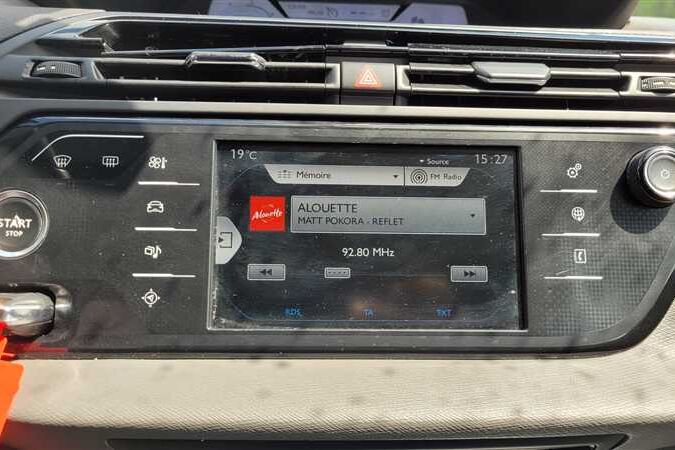 19 °C
Source
15:27
Mémoire
FM Radio
Alouette
ALOUETTE
MATT POKORA - REFLET
92.80 MHz
RDS
TA
TXT
START
STOP